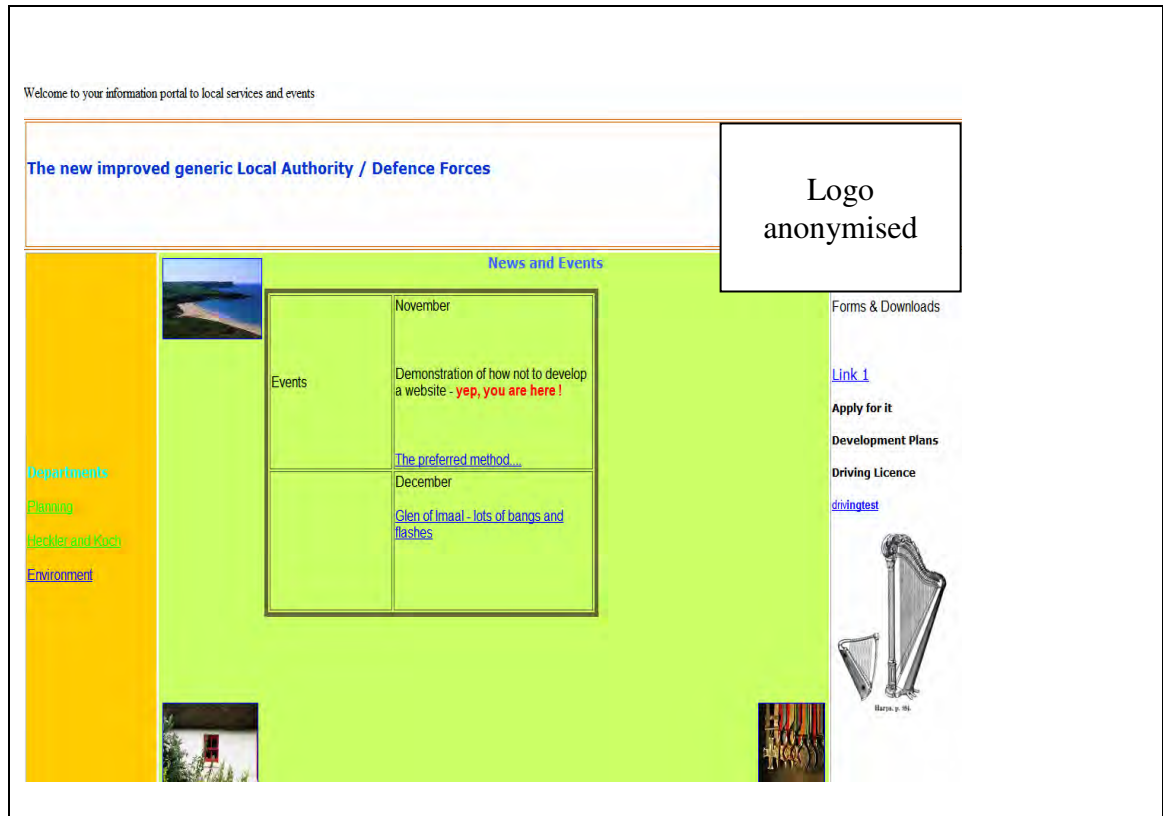 Welcome to your information portal to local services and events
The new improved generic Local Authority / Defence Forces
Logo
anonymised
Departments
Planning
Heckler and Koch
Environment
News and Events
Events
November
Demonstration of how not to develop
a website - yep, you are here !
The preferred method....
December
Glen of Imaal - lots of bangs and
flashes
Forms & Downloads
Link 1
Apply for it
Development Plans
Driving Licence
drivingtest